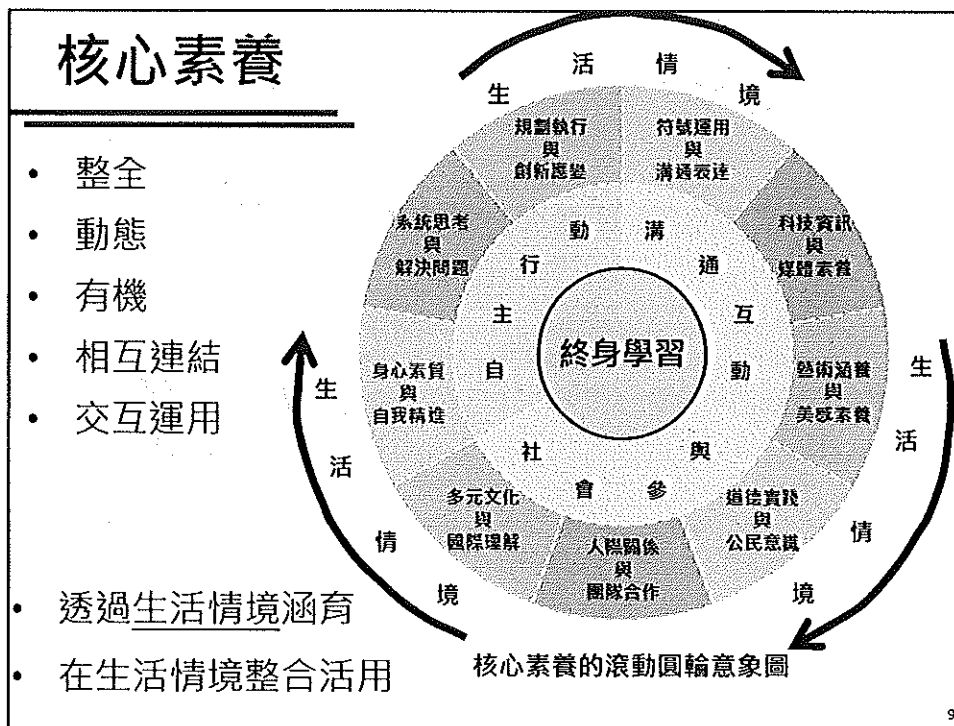 核心素養
• 整全
• 動態
• 有機
• 相互連結
• 交互運用
• 透過生活情境涵育
• 在生活情境整合活用
生活情境
生活情境
生活情境
規劃執行
與
創新應變
符號運用
與
溝通表達
科技資訊
與
媒體素養
藝術涵養
與
美感素養
道德實踐
與
公民意識
人際關係
與
團隊合作
多元文化
與
國際理解
身心素質
與
自我精進
系統思考
與
解決問題
自主行動
溝通互動
社會參與
終身學習
核心素養的滾動圓輪意象圖
9